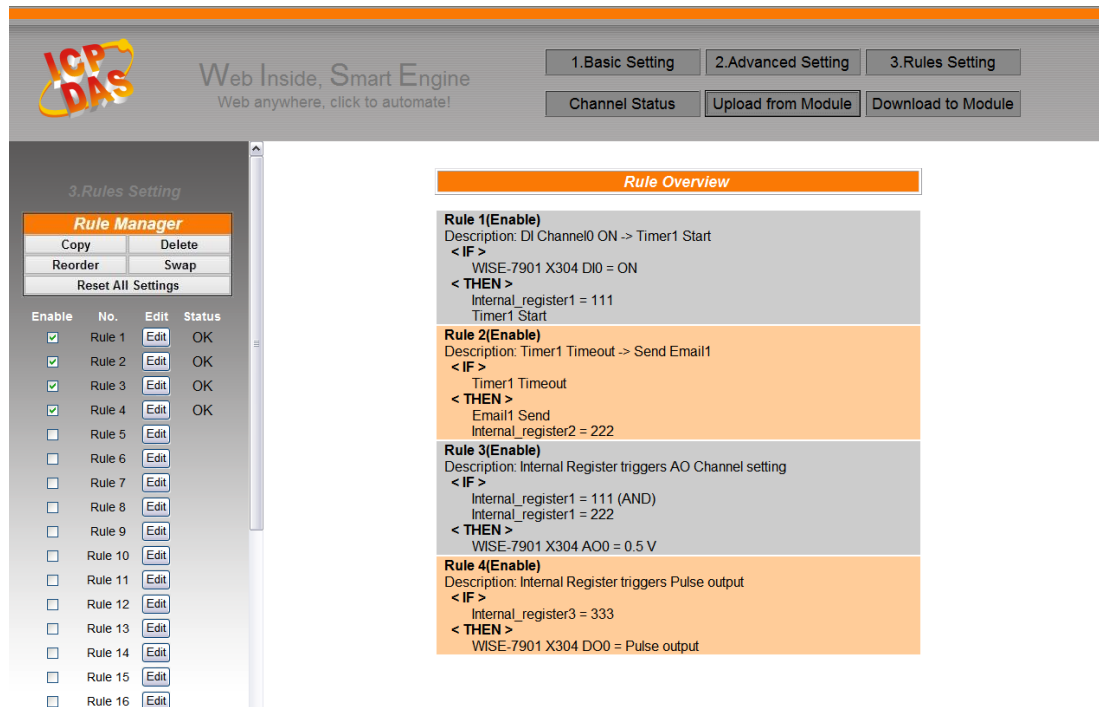 ICP
DAS
Web Inside, Smart Engine
Web anywhere, click to automate!
1.Basic Setting
2.Advanced Setting
3.Rules Setting
Channel Status
Upload from Module
Download to Module
3.Rules Setting
Rule Manager
Copy Delete
Reorder Swap
Reset All Settings
Enable No. Edit Status
Rule 1 Edit OK
Rule 2 Edit OK
Rule 3 Edit OK
Rule 4 Edit OK
Rule 5 Edit
Rule 6 Edit
Rule 7 Edit
Rule 8 Edit
Rule 9 Edit
Rule 10 Edit
Rule 11 Edit
Rule 12 Edit
Rule 13 Edit
Rule 14 Edit
Rule 15 Edit
Rule 16 Edit
Rule Overview
Rule 1(Enable)
Description: DI Channel0 ON -> Timer1 Start
< IF >
WISE-7901 X304 DI0 = ON
< THEN >
Internal_register1 = 111
Timer1 Start
Rule 2(Enable)
Description: Timer1 Timeout -> Send Email1
< IF >
Timer1 Timeout
< THEN >
Email1 Send
Internal_register2 = 222
Rule 3(Enable)
Description: Internal Register triggers AO Channel setting
< IF >
Internal_register1 = 111 (AND)
Internal_register1 = 222
< THEN >
WISE-7901 X304 AO0 = 0.5 V
Rule 4(Enable)
Description: Internal Register triggers Pulse output
< IF >
Internal_register3 = 333
< THEN >
WISE-7901 X304 DO0 = Pulse output